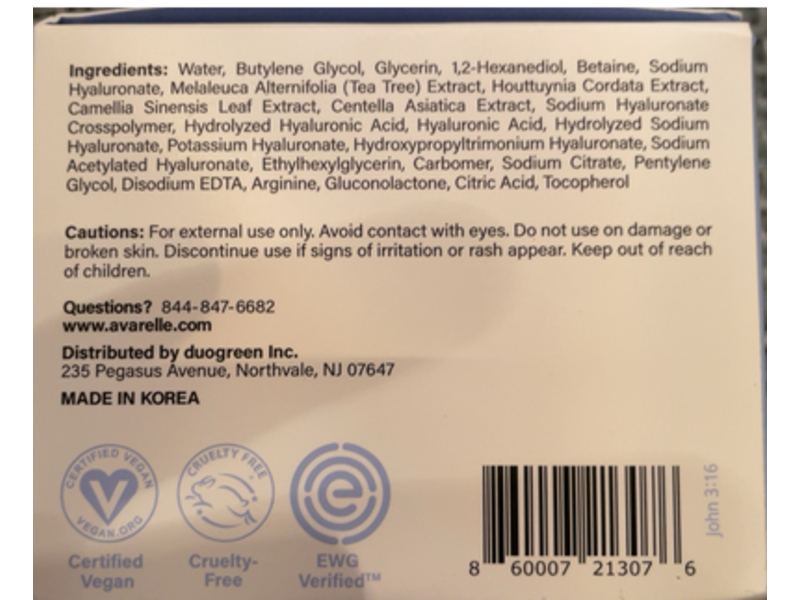 Ingredients: Water, Butylene Glycol, Glycerin, 1,2-Hexanediol, Betaine, Sodium
Hyaluronate, Melaleuca Alternifolia (Tea Tree) Extract, Houttuynia Cordata Extract,
Camellia Sinensis Leaf Extract, Centella Asiatica Extract, Sodium Hyaluronate
Crosspolymer, Hydrolyzed Hyaluronic Acid, Hyaluronic Acid, Hydrolyzed Sodium
Hyaluronate, Potassium Hyaluronate, Hydroxypropyltrimonium Hyaluronate, Sodium
Acetylated Hyaluronate, Ethylhexylglycerin, Carbomer, Sodium Citrate, Pentylene
Glycol, Disodium EDTA, Arginine, Gluconolactone, Citric Acid, Tocopherol
Cautions: For external use only. Avoid contact with eyes. Do not use on damage or
broken skin. Discontinue use if signs of irritation or rash appear. Keep out of reach
of children.
Questions? 844-847-6682
www.avarelle.com
Distributed by duogreen Inc.
235 Pegasus Avenue, Northvale, NJ 07647
MADE IN KOREA
CERTIFIED VEGAN
VEGAN.ORG
Certified
Vegan
CRUELTY FREE
Cruelty-
Free
EWG
Verified™
8 60007 21307 6
John 3:16